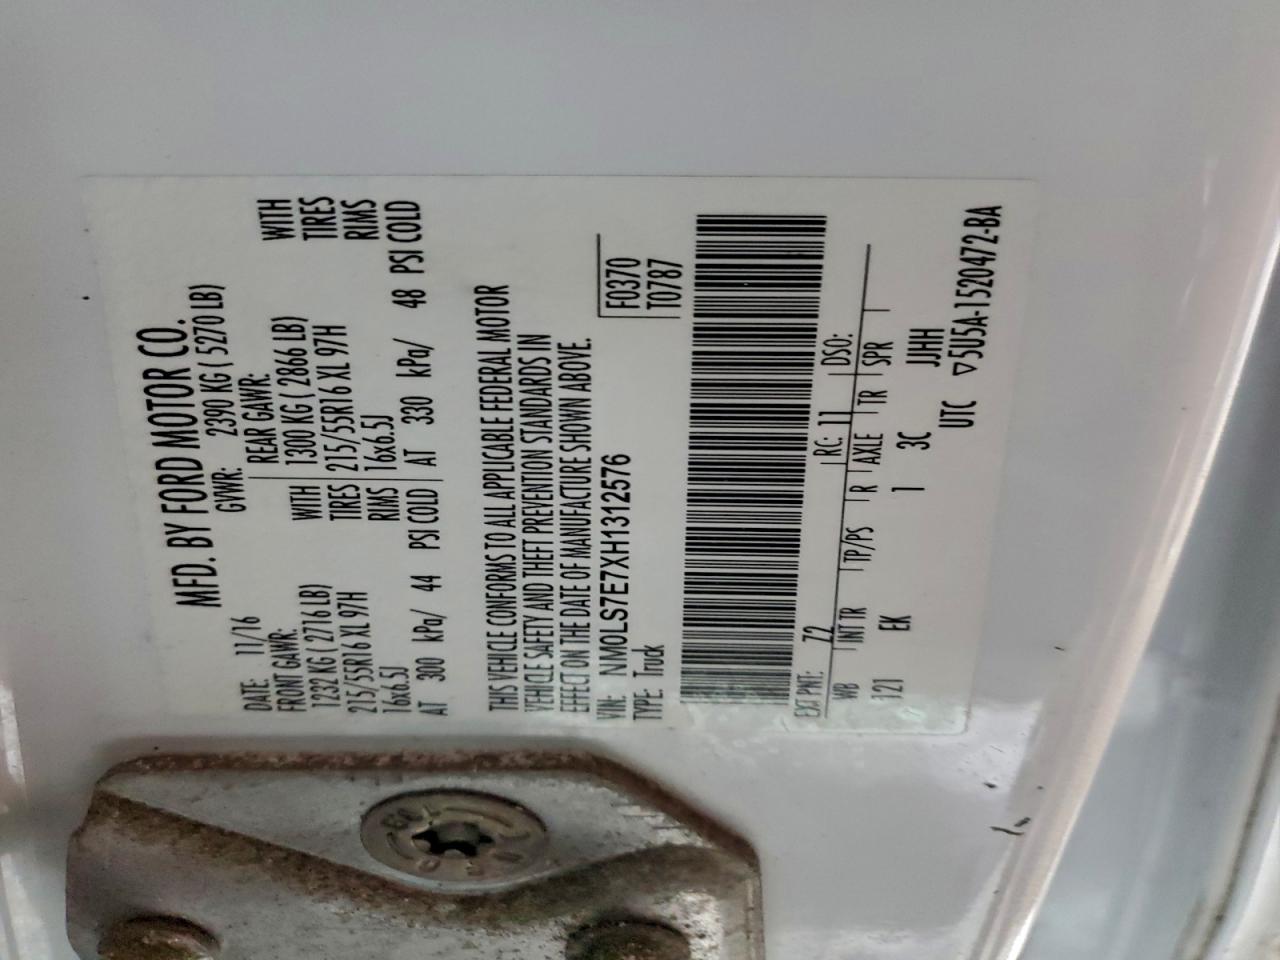 MFD. BY FORD MOTOR CO.
DATE: 11/16 GVWR: 2390 KG ( 5270 LB)
FRONT GAWR: REAR GAWR:
1232 KG ( 2716 LB) WITH 1300 KG ( 2866 LB) WITH
215/55R16 XL 97H TIRES 215/55R16 XL 97H TIRES
16x6.5J RIMS 16x6.5J RIMS
AT 300 kPa/ 44 PSI COLD AT 330 kPa/ 48 PSI COLD
THIS VEHICLE CONFORMS TO ALL APPLICABLE FEDERAL MOTOR
VEHICLE SAFETY AND THEFT PREVENTION STANDARDS IN
EFFECT ON THE DATE OF MANUFACTURE SHOWN ABOVE.
VIN: NM0LS7E7XH1312576 F0370
TYPE: Truck T0787
EXT PNT: Z2 RC: 11 DSO:
WB INT TR TP/PS R AXLE TR SPR
121 EK 1 3C JJHH
UTC ▽5U5A-1520472-BA